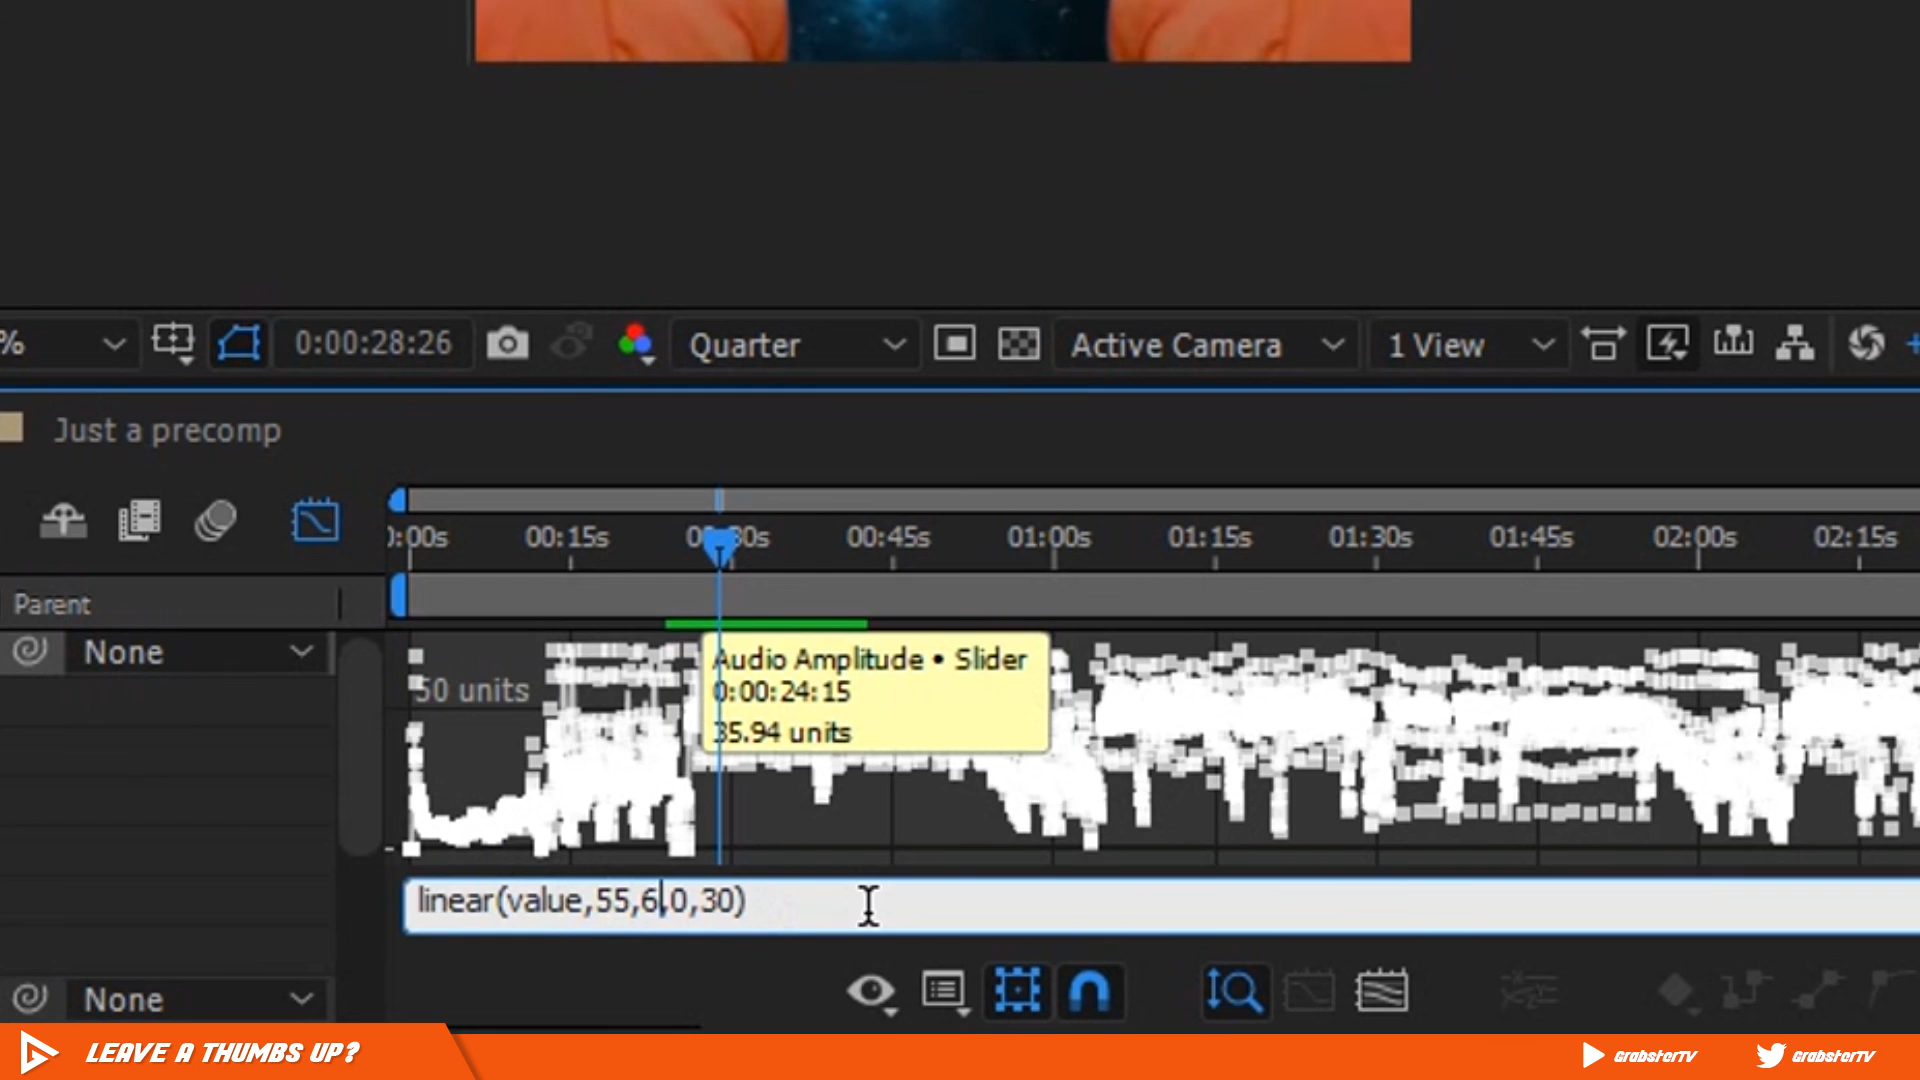 %
0:00:28:26
Quarter
Active Camera
1 View
Just a precomp
0:00s 00:15s 00:30s 00:45s 01:00s 01:15s 01:30s 01:45s 02:00s 02:15s
Parent
None
50 units
Audio Amplitude • Slider
0:00:24:15
35.94 units
linear(value,55,6,0,30)
None
LEAVE A THUMBS UP?
GrabsterTV
GrabsterTV